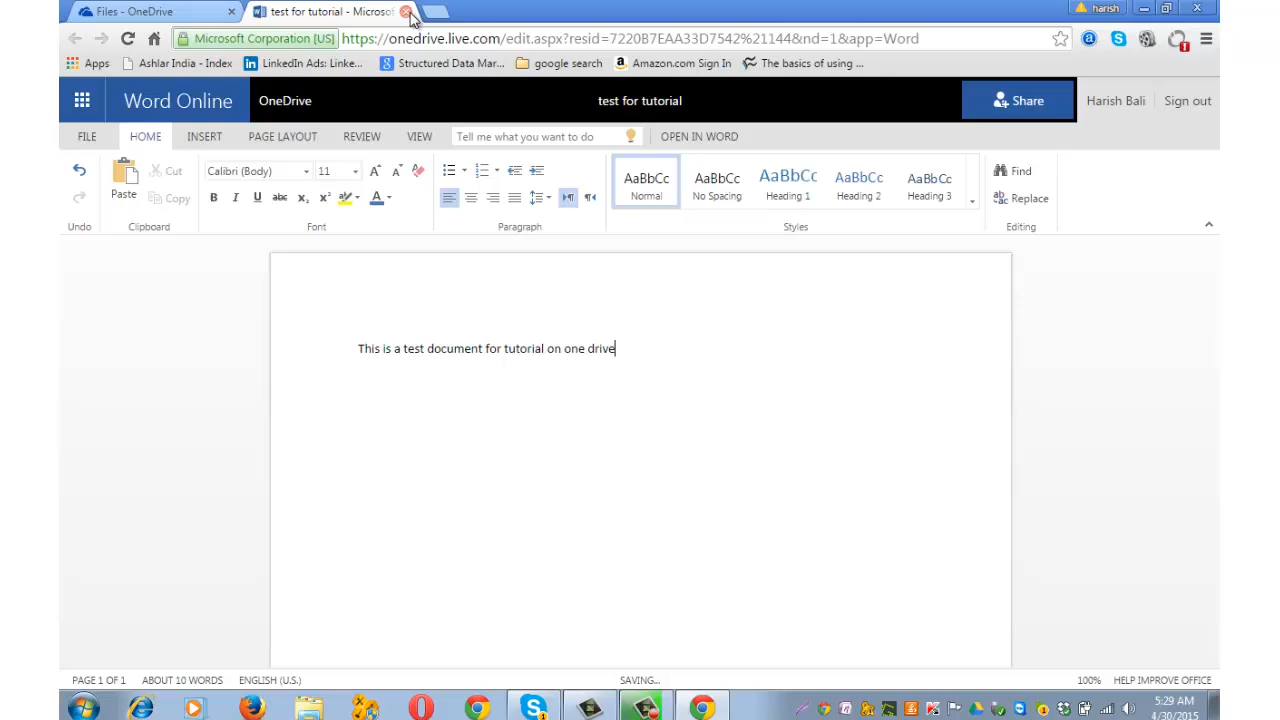 Files - OneDrive
test for tutorial - Microsof
harish
Microsoft Corporation [US] https://onedrive.live.com/edit.aspx?resid=7220B7EAA33D7542%21144&nd=1&app=Word
Apps Ashlar India - Index LinkedIn Ads: Linke... Structured Data Mar... google search Amazon.com Sign In The basics of using ...
Word Online OneDrive test for tutorial Share Harish Bali Sign out
FILE HOME INSERT PAGE LAYOUT REVIEW VIEW Tell me what you want to do OPEN IN WORD
Paste Cut Copy
Calibri (Body) 11
B I U abc x₂ x² A
AaBbCc AaBbCc AaBbCc AaBbCc AaBbCc
Normal No Spacing Heading 1 Heading 2 Heading 3
Find
Replace
Undo Clipboard Font Paragraph Styles Editing
This is a test document for tutorial on one drive
PAGE 1 OF 1 ABOUT 10 WORDS ENGLISH (U.S.) SAVING... 100% HELP IMPROVE OFFICE
5:29 AM
4/30/2015